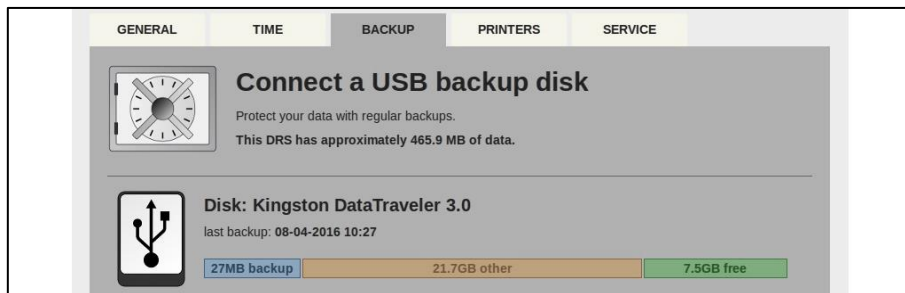 GENERAL TIME BACKUP PRINTERS SERVICE
Connect a USB backup disk
Protect your data with regular backups.
This DRS has approximately 465.9 MB of data.
Disk: Kingston DataTraveler 3.0
last backup: 08-04-2016 10:27
27MB backup 21.7GB other 7.5GB free